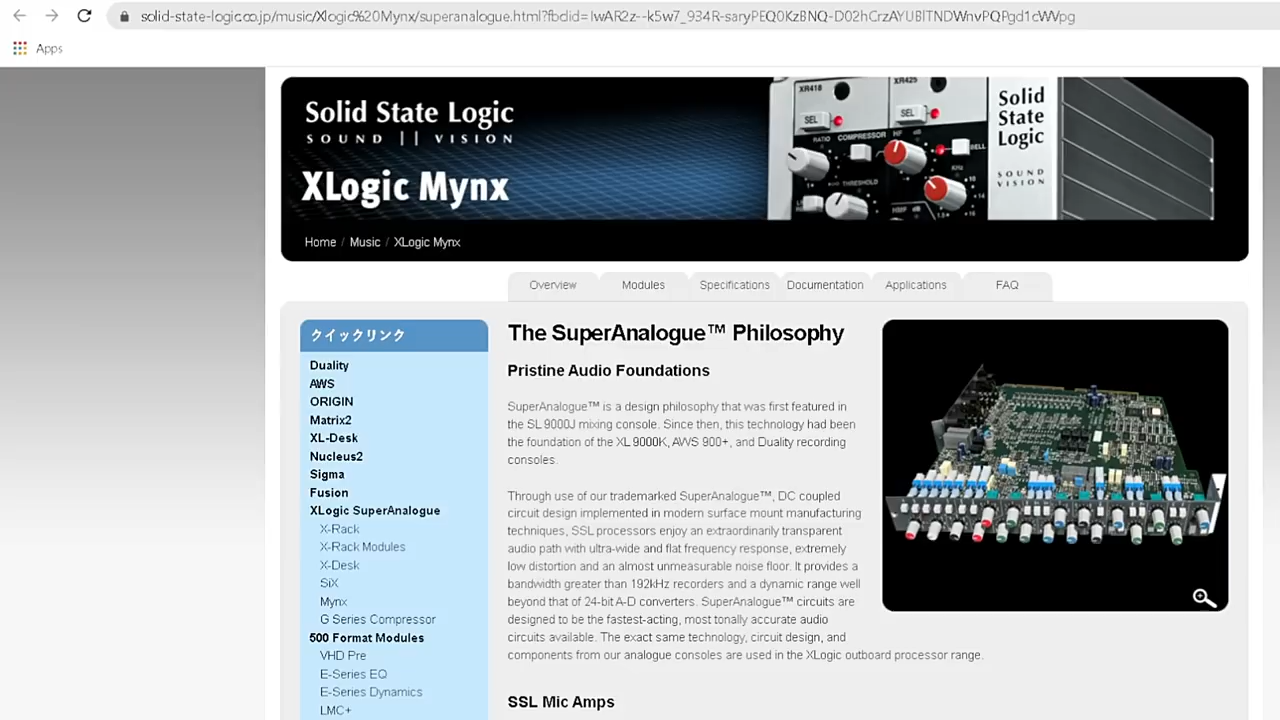 solid-state-logic.co.jp/music/Xlogic%20Mynx/superanalogue.html?fbclid=IwAR2z--k5w7_934R-saryPEQ0KzBNQ-D02hCrzAYUBlTNDWnvPQPgd1cWVpg
Apps
Solid State Logic
SOUND || VISION
XLogic Mynx
XR418
XR425
SEL
SEL
RATIO
COMPRESSOR
HF
dB
BELL
KHz
THRESHOLD
HMF dB
Solid
State
Logic
SOUND
VISION
Home / Music / XLogic Mynx
Overview
Modules
Specifications
Documentation
Applications
FAQ
クイックリンク
Duality
AWS
ORIGIN
Matrix2
XL-Desk
Nucleus2
Sigma
Fusion
XLogic SuperAnalogue
X-Rack
X-Rack Modules
X-Desk
SiX
Mynx
G Series Compressor
500 Format Modules
VHD Pre
E-Series EQ
E-Series Dynamics
LMC+
The SuperAnalogue™ Philosophy
Pristine Audio Foundations
SuperAnalogue™ is a design philosophy that was first featured in
the SL 9000J mixing console. Since then, this technology had been
the foundation of the XL 9000K, AWS 900+, and Duality recording
consoles.
Through use of our trademarked SuperAnalogue™, DC coupled
circuit design implemented in modern surface mount manufacturing
techniques, SSL processors enjoy an extraordinarily transparent
audio path with ultra-wide and flat frequency response, extremely
low distortion and an almost unmeasurable noise floor. It provides a
bandwidth greater than 192kHz recorders and a dynamic range well
beyond that of 24-bit A-D converters. SuperAnalogue™ circuits are
designed to be the fastest-acting, most tonally accurate audio
circuits available. The exact same technology, circuit design, and
components from our analogue consoles are used in the XLogic outboard processor range.
SSL Mic Amps